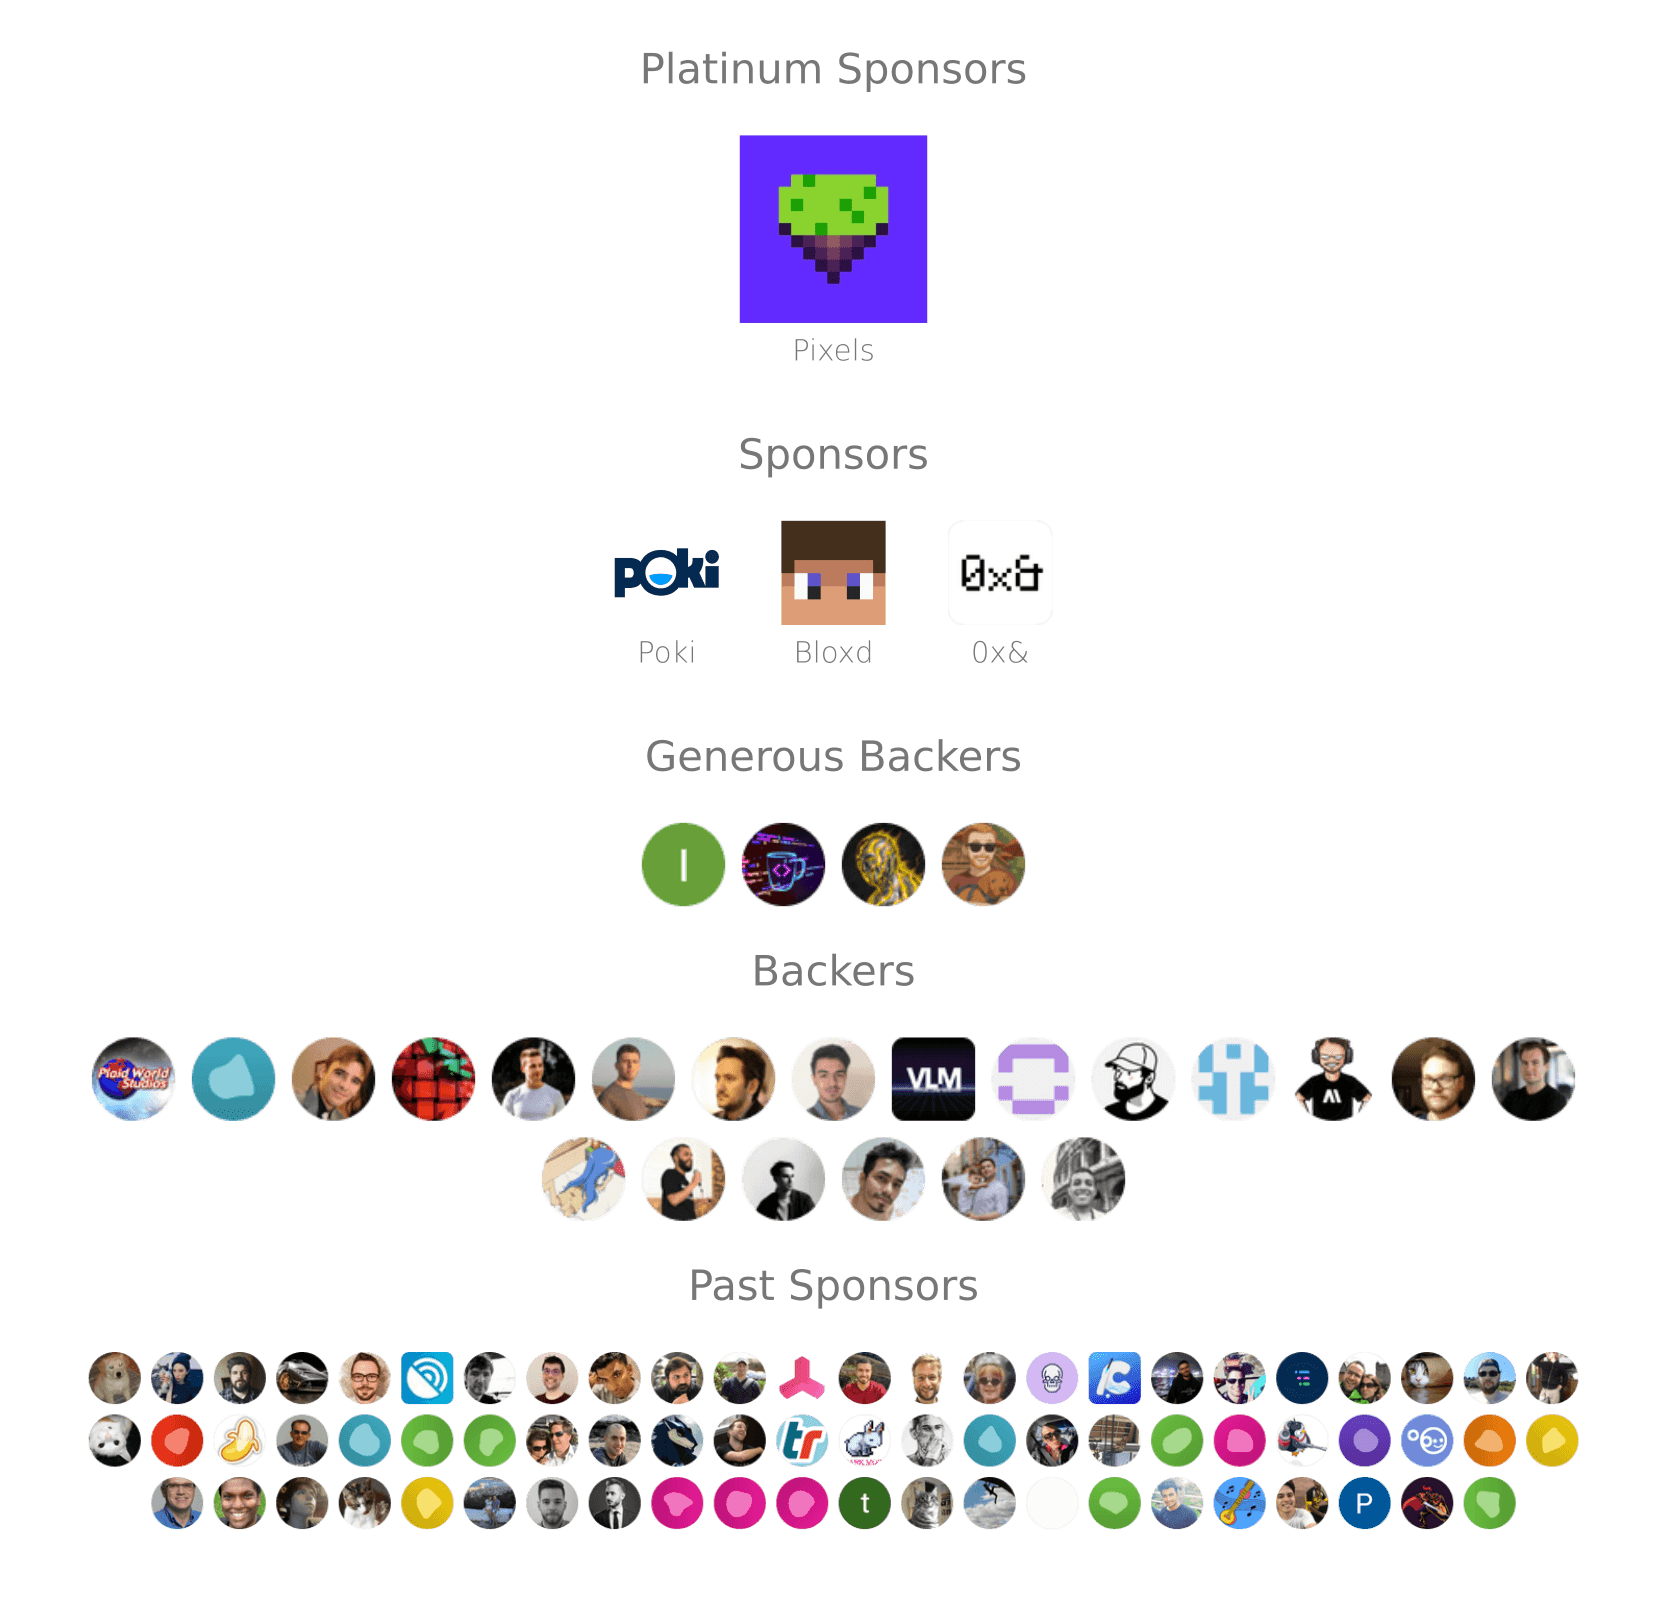 Platinum Sponsors
Pixels
Sponsors
poki
0x&
Poki
Bloxd
0x&
Generous Backers
I
Backers
Plaid World
Studios
VLM
Past Sponsors
tr
t
P